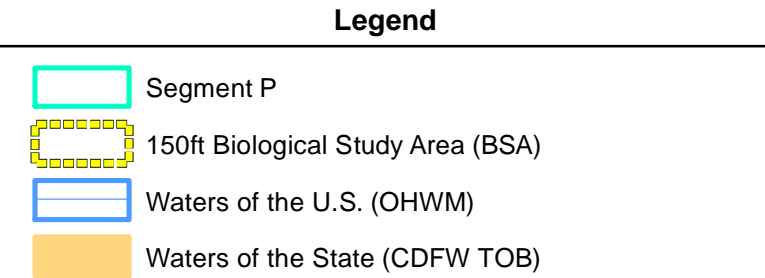 Legend
Segment P
150ft Biological Study Area (BSA)
Waters of the U.S. (OHWM)
Waters of the State (CDFW TOB)